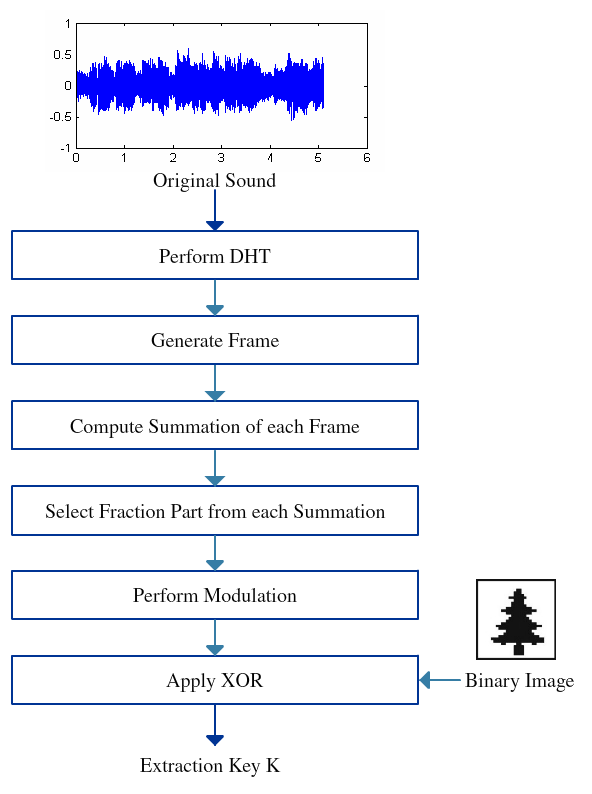 1
0.5
0
-0.5
-1
0 1 2 3 4 5 6
Original Sound
Perform DHT
Generate Frame
Compute Summation of each Frame
Select Fraction Part from each Summation
Perform Modulation
Apply XOR
Binary Image
Extraction Key K